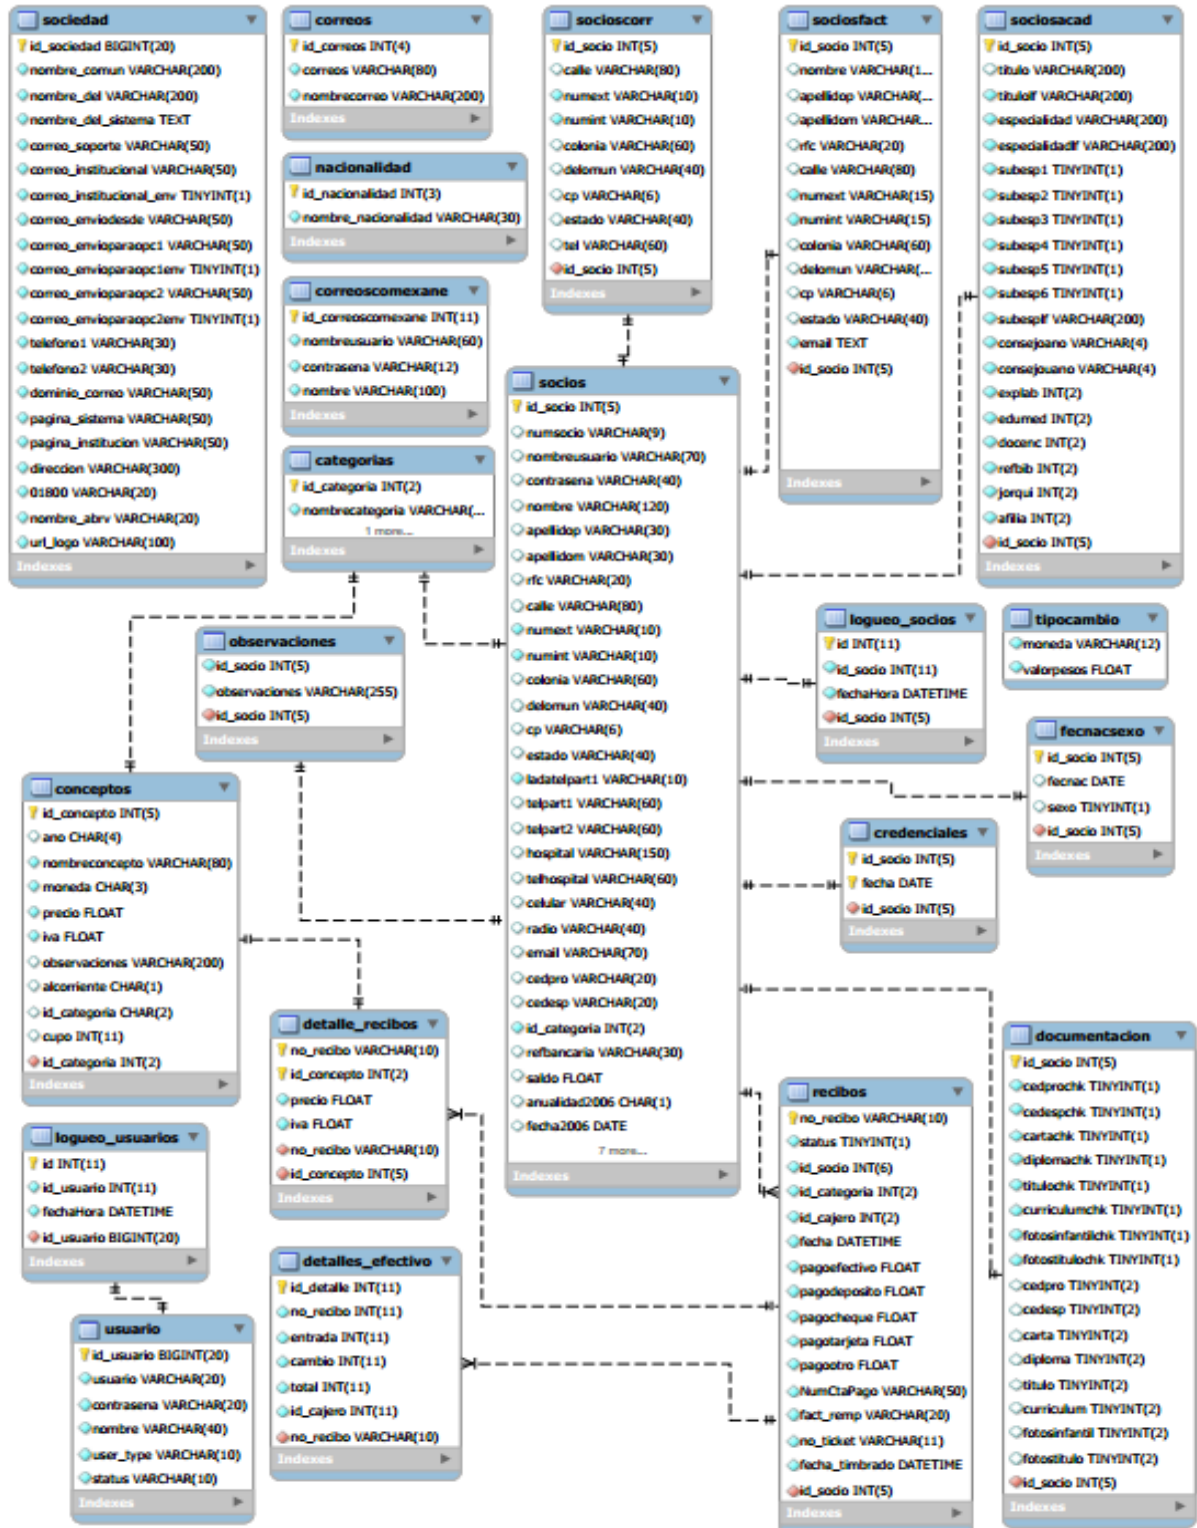 sociedad
id_sociedad BIGINT(20)
nombre_comun VARCHAR(200)
nombre_del VARCHAR(200)
nombre_del_sistema TEXT
correo_soporte VARCHAR(50)
correo_institucional VARCHAR(50)
correo_institucional_env TINYINT(1)
correo_enviodesde VARCHAR(50)
correo_envioparaopc1 VARCHAR(50)
correo_envioparaopc1env TINYINT(1)
correo_envioparaopc2 VARCHAR(50)
correo_envioparaopc2env TINYINT(1)
telefono1 VARCHAR(30)
telefono2 VARCHAR(30)
dominio_correo VARCHAR(50)
pagina_sistema VARCHAR(50)
pagina_institucion VARCHAR(50)
direccion VARCHAR(300)
01800 VARCHAR(20)
nombre_abrv VARCHAR(20)
url_logo VARCHAR(100)
Indexes
correos
id_correos INT(4)
correos VARCHAR(80)
nombrecorreo VARCHAR(200)
Indexes
nacionalidad
id_nacionalidad INT(3)
nombre_nacionalidad VARCHAR(30)
Indexes
correoscomexane
id_correoscomexane INT(11)
nombreusuario VARCHAR(60)
contrasena VARCHAR(12)
nombre VARCHAR(100)
Indexes
categorias
id_categoria INT(2)
nombrecategoria VARCHAR(...
1 more...
Indexes
socioscorr
id_socio INT(5)
calle VARCHAR(80)
numext VARCHAR(10)
numint VARCHAR(10)
colonia VARCHAR(60)
delomun VARCHAR(40)
cp VARCHAR(6)
estado VARCHAR(40)
tel VARCHAR(60)
id_socio INT(5)
Indexes
sociosfact
id_socio INT(5)
nombre VARCHAR(1...
apellidop VARCHAR(...
apellidom VARCHAR...
rfc VARCHAR(20)
calle VARCHAR(80)
numext VARCHAR(15)
numint VARCHAR(15)
colonia VARCHAR(60)
delomun VARCHAR(...
cp VARCHAR(6)
estado VARCHAR(40)
email TEXT
id_socio INT(5)
Indexes
sociosacad
id_socio INT(5)
titulo VARCHAR(200)
titulolf VARCHAR(200)
especialidad VARCHAR(200)
especialidadlf VARCHAR(200)
subesp1 TINYINT(1)
subesp2 TINYINT(1)
subesp3 TINYINT(1)
subesp4 TINYINT(1)
subesp5 TINYINT(1)
subesp6 TINYINT(1)
subesplf VARCHAR(200)
consejoano VARCHAR(4)
consejouano VARCHAR(4)
explab INT(2)
edumed INT(2)
docenc INT(2)
refbib INT(2)
jorqui INT(2)
afilia INT(2)
id_socio INT(5)
Indexes
socios
id_socio INT(5)
numsocio VARCHAR(9)
nombreusuario VARCHAR(70)
contrasena VARCHAR(40)
nombre VARCHAR(120)
apellidop VARCHAR(30)
apellidom VARCHAR(30)
rfc VARCHAR(20)
calle VARCHAR(80)
numext VARCHAR(10)
numint VARCHAR(10)
colonia VARCHAR(60)
delomun VARCHAR(40)
cp VARCHAR(6)
estado VARCHAR(40)
ladatelpart1 VARCHAR(10)
telpart1 VARCHAR(60)
telpart2 VARCHAR(60)
hospital VARCHAR(150)
telhospital VARCHAR(60)
celular VARCHAR(40)
radio VARCHAR(40)
email VARCHAR(70)
cedpro VARCHAR(20)
cedesp VARCHAR(20)
id_categoria INT(2)
refbancaria VARCHAR(30)
saldo FLOAT
anualidad2006 CHAR(1)
fecha2006 DATE
7 more...
Indexes
observaciones
id_socio INT(5)
observaciones VARCHAR(255)
id_socio INT(5)
Indexes
logueo_socios
id INT(11)
id_socio INT(11)
fechaHora DATETIME
id_socio INT(5)
Indexes
tipocambio
moneda VARCHAR(12)
valorpesos FLOAT
fecnacsexo
id_socio INT(5)
fecnac DATE
sexo TINYINT(1)
id_socio INT(5)
Indexes
credenciales
id_socio INT(5)
fecha DATE
id_socio INT(5)
Indexes
conceptos
id_concepto INT(5)
ano CHAR(4)
nombreconcepto VARCHAR(80)
moneda CHAR(3)
precio FLOAT
iva FLOAT
observaciones VARCHAR(200)
alcorriente CHAR(1)
id_categoria CHAR(2)
cupo INT(11)
id_categoria INT(2)
Indexes
detalle_recibos
no_recibo VARCHAR(10)
id_concepto INT(2)
precio FLOAT
iva FLOAT
no_recibo VARCHAR(10)
id_concepto INT(5)
Indexes
logueo_usuarios
id INT(11)
id_usuario INT(11)
fechaHora DATETIME
id_usuario BIGINT(20)
Indexes
detalles_efectivo
id_detalle INT(11)
no_recibo INT(11)
entrada INT(11)
cambio INT(11)
total INT(11)
id_cajero INT(11)
no_recibo VARCHAR(10)
Indexes
usuario
id_usuario BIGINT(20)
usuario VARCHAR(20)
contrasena VARCHAR(20)
nombre VARCHAR(40)
user_type VARCHAR(10)
status VARCHAR(10)
Indexes
recibos
no_recibo VARCHAR(10)
status TINYINT(1)
id_socio INT(6)
id_categoria INT(2)
id_cajero INT(2)
fecha DATETIME
pagoefectivo FLOAT
pagodeposito FLOAT
pagocheque FLOAT
pagotarjeta FLOAT
pagootro FLOAT
NumCtaPago VARCHAR(50)
fact_remp VARCHAR(20)
no_ticket VARCHAR(11)
fecha_timbrado DATETIME
id_socio INT(5)
Indexes
documentacion
id_socio INT(5)
cedprochk TINYINT(1)
cedespchk TINYINT(1)
cartachk TINYINT(1)
diplomachk TINYINT(1)
titulochk TINYINT(1)
curriculumchk TINYINT(1)
fotosinfantilchk TINYINT(1)
fotostitulochk TINYINT(1)
cedpro TINYINT(2)
cedesp TINYINT(2)
carta TINYINT(2)
diploma TINYINT(2)
titulo TINYINT(2)
curriculum TINYINT(2)
fotosinfantil TINYINT(2)
fotostitulo TINYINT(2)
id_socio INT(5)
Indexes